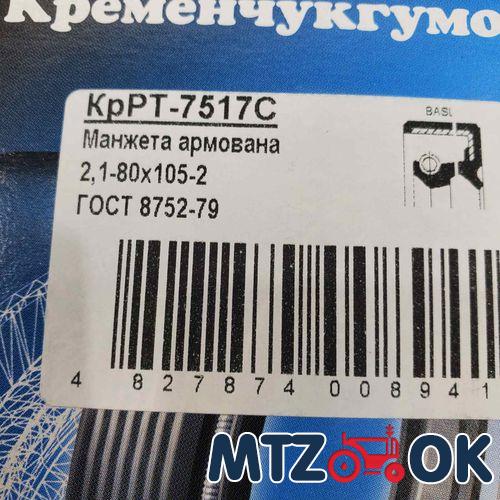 Кременчукгумо
КрРТ-7517С
BASL
Манжета армована
2,1-80х105-2
ГОСТ 8752-79
4 827874 008941
MTZ OK